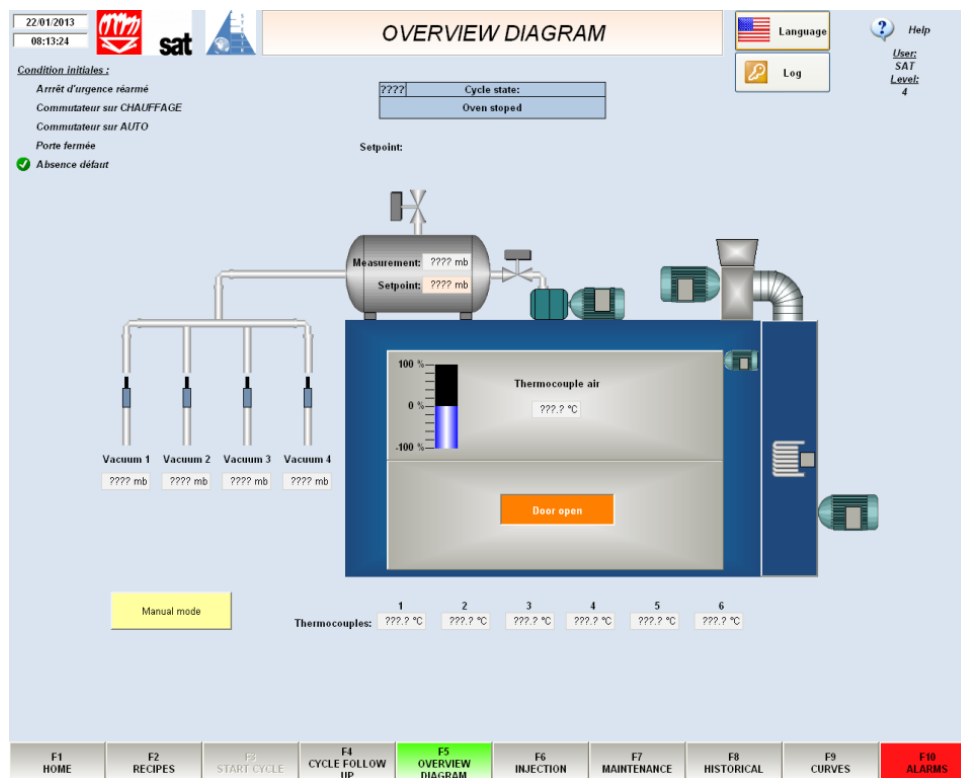 22/01/2013
08:13:24
sat
OVERVIEW DIAGRAM
Language
Log
Help
User:
SAT
Level:
4
Condition initiales :
Arrrêt d'urgence réarmé
Commutateur sur CHAUFFAGE
Commutateur sur AUTO
Porte fermée
Absence défaut
???? Cycle state:
Oven stoped
Setpoint:
Measurement: ???? mb
Setpoint: ???? mb
100 %
0 %
-100 %
Thermocouple air
???.? °C
Door open
Vacuum 1 Vacuum 2 Vacuum 3 Vacuum 4
???? mb ???? mb ???? mb ???? mb
Manual mode
1 2 3 4 5 6
Thermocouples: ???.? °C ???.? °C ???.? °C ???.? °C ???.? °C ???.? °C
F1
HOME
F2
RECIPES
F3
START CYCLE
F4
CYCLE FOLLOW
UP
F5
OVERVIEW
DIAGRAM
F6
INJECTION
F7
MAINTENANCE
F8
HISTORICAL
F9
CURVES
F10
ALARMS